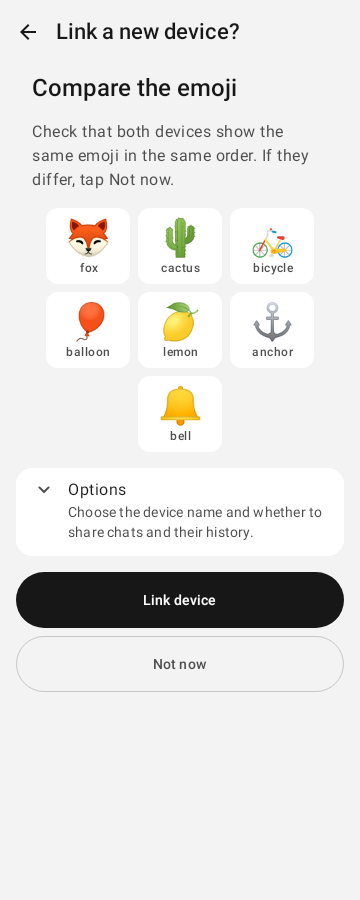 Link a new device?
Compare the emoji
Check that both devices show the
same emoji in the same order. If they
differ, tap Not now.
fox
cactus
bicycle
balloon
lemon
anchor
bell
Options
Choose the device name and whether to
share chats and their history.
Link device
Not now